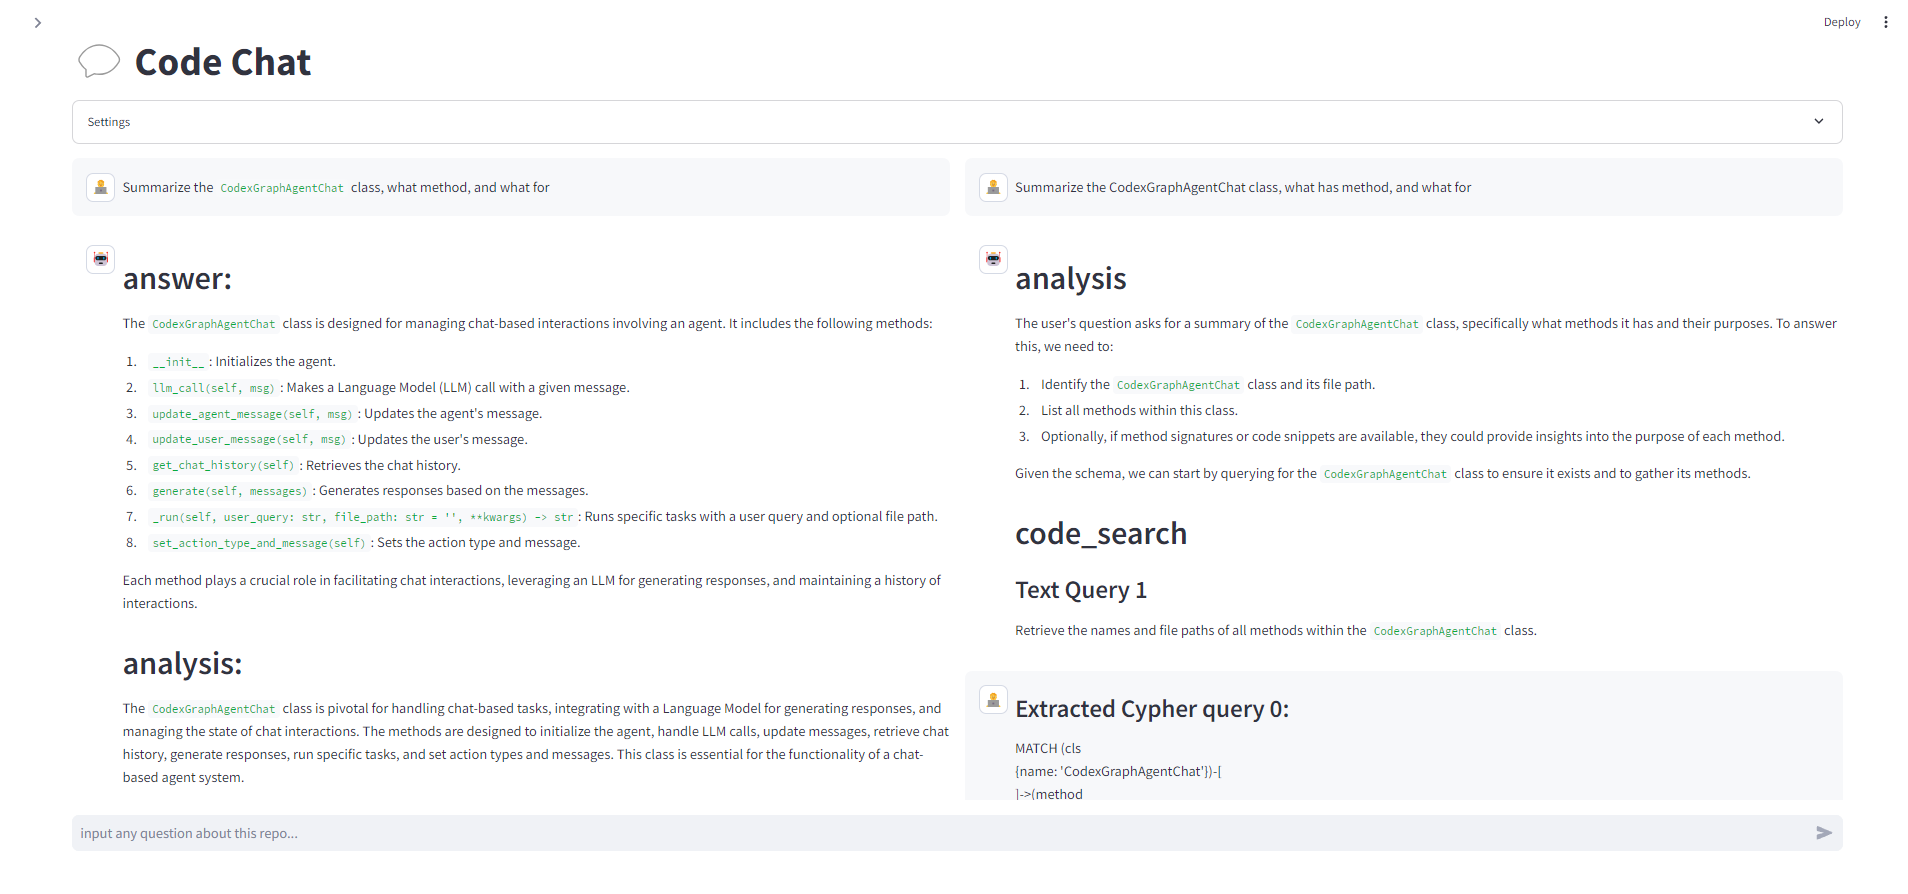 Deploy
Code Chat
Settings
Summarize the CodexGraphAgentChat class, what method, and what for
answer:
The CodexGraphAgentChat class is designed for managing chat-based interactions involving an agent. It includes the following methods:
1. __init__ : Initializes the agent.
2. llm_call(self, msg) : Makes a Language Model (LLM) call with a given message.
3. update_agent_message(self, msg) : Updates the agent's message.
4. update_user_message(self, msg) : Updates the user's message.
5. get_chat_history(self) : Retrieves the chat history.
6. generate(self, messages) : Generates responses based on the messages.
7. _run(self, user_query: str, file_path: str = '', **kwargs) -> str : Runs specific tasks with a user query and optional file path.
8. set_action_type_and_message(self) : Sets the action type and message.
Each method plays a crucial role in facilitating chat interactions, leveraging an LLM for generating responses, and maintaining a history of
interactions.
analysis:
The CodexGraphAgentChat class is pivotal for handling chat-based tasks, integrating with a Language Model for generating responses, and
managing the state of chat interactions. The methods are designed to initialize the agent, handle LLM calls, update messages, retrieve chat
history, generate responses, run specific tasks, and set action types and messages. This class is essential for the functionality of a chat-
based agent system.
Summarize the CodexGraphAgentChat class, what has method, and what for
analysis
The user's question asks for a summary of the CodexGraphAgentChat class, specifically what methods it has and their purposes. To answer
this, we need to:
1. Identify the CodexGraphAgentChat class and its file path.
2. List all methods within this class.
3. Optionally, if method signatures or code snippets are available, they could provide insights into the purpose of each method.
Given the schema, we can start by querying for the CodexGraphAgentChat class to ensure it exists and to gather its methods.
code_search
Text Query 1
Retrieve the names and file paths of all methods within the CodexGraphAgentChat class.
Extracted Cypher query 0:
MATCH (cls
{name: 'CodexGraphAgentChat'})-[
]->(method
input any question about this repo...